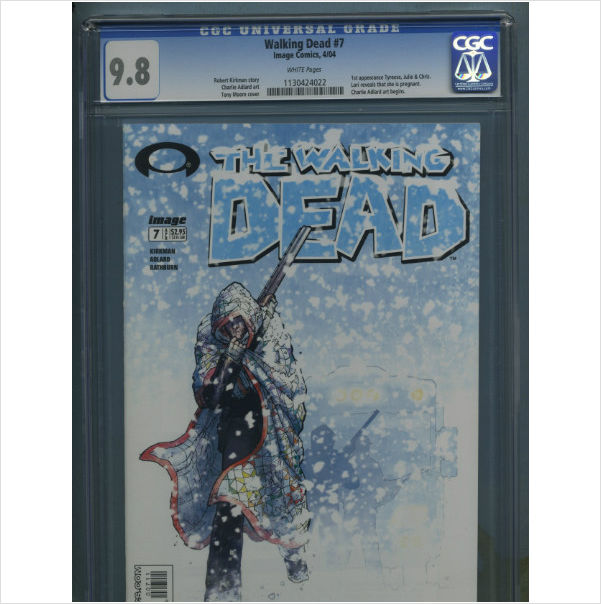 CGC UNIVERSAL GRADE
9.8
Walking Dead #7
Image Comics, 4/04
WHITE Pages
Robert Kirkman story
Charlie Adlard art
Tony Moore cover
1130424022
1st appearance Tyreese, Julie & Chris.
Lori reveals that she is pregnant.
Charlie Adlard art begins.
CGC
THE WALKING
DEAD
TM
image
7
$2.95
KIRKMAN
ADLARD
RATHBURN
00711